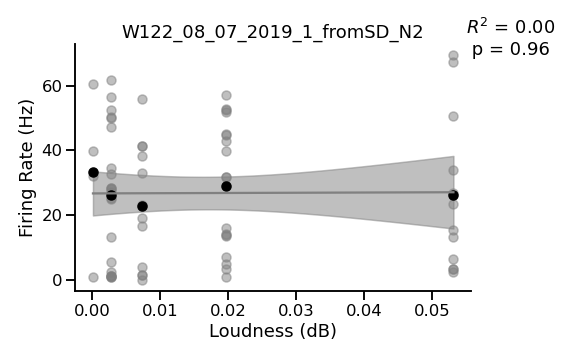 W122_08_07_2019_1_fromSD_N2
R² = 0.00
p = 0.96
Firing Rate (Hz)
60
40
20
0
0.00 0.01 0.02 0.03 0.04 0.05
Loudness (dB)